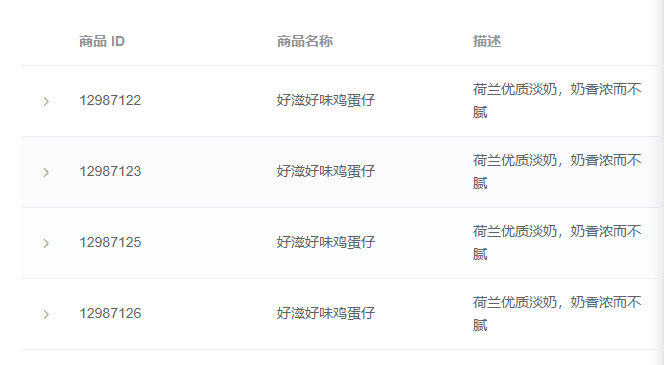 商品 ID 商品名称 描述
12987122 好滋好味鸡蛋仔 荷兰优质淡奶，奶香浓而不
腻
12987123 好滋好味鸡蛋仔 荷兰优质淡奶，奶香浓而不
腻
12987125 好滋好味鸡蛋仔 荷兰优质淡奶，奶香浓而不
腻
12987126 好滋好味鸡蛋仔 荷兰优质淡奶，奶香浓而不
腻